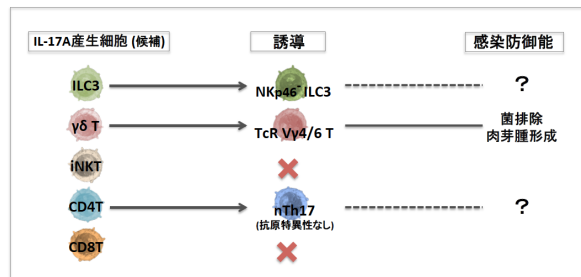 IL-17A産生細胞 (候補)
誘導
感染防御能
ILC3
NKp46⁻ ILC3
?
γδ T
TcR Vγ4/6 T
菌排除
肉芽腫形成
iNKT
CD4T
nTh17
(抗原特異性なし)
?
CD8T